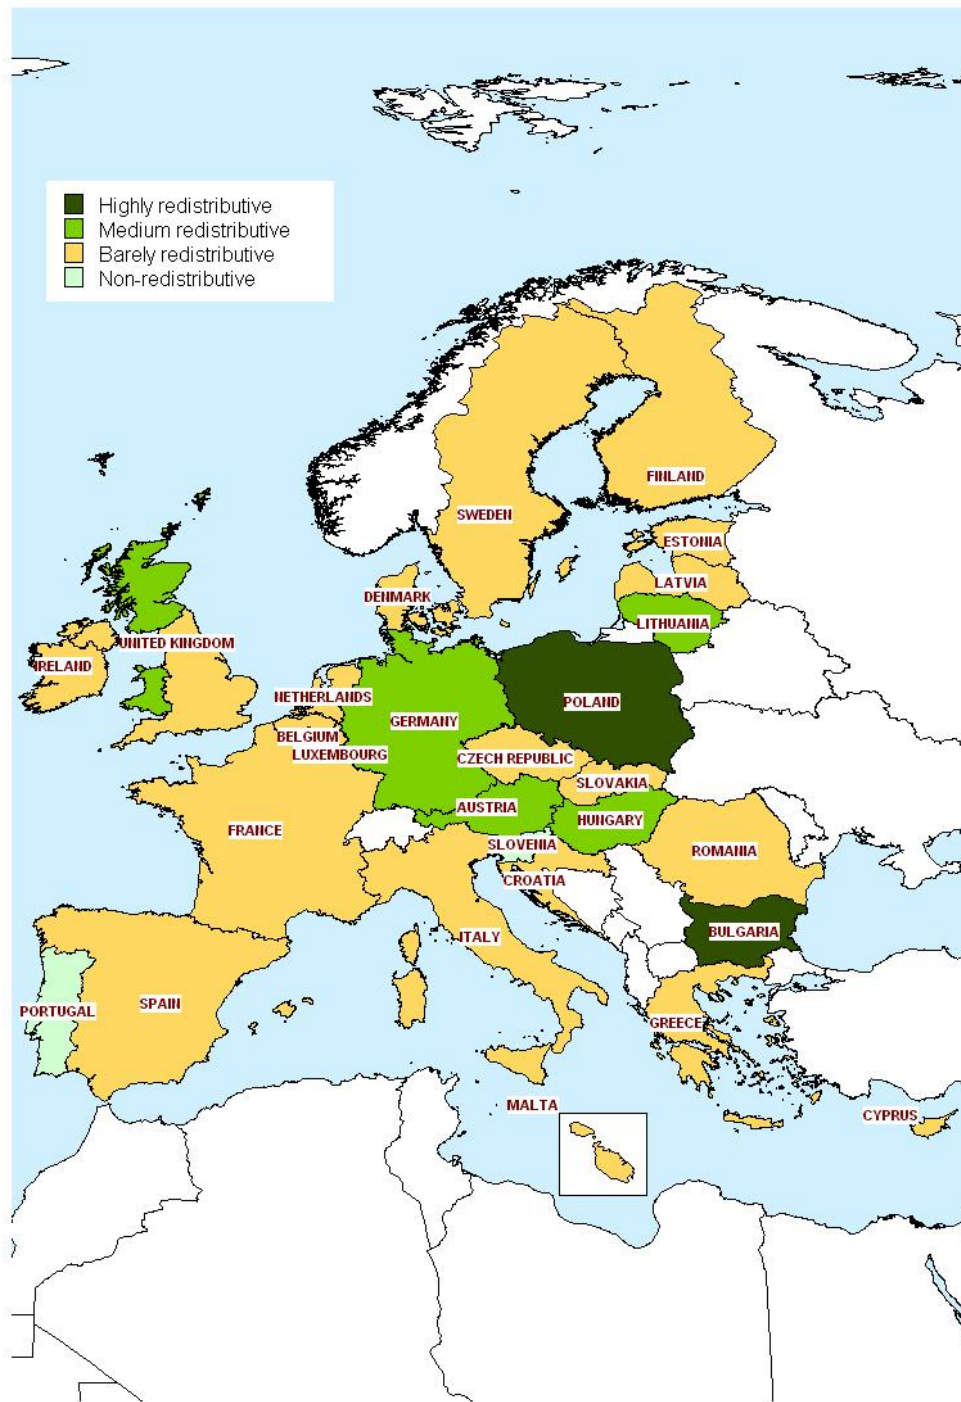 Highly redistributive
Medium redistributive
Barely redistributive
Non-redistributive
FINLAND
SWEDEN
ESTONIA
LATVIA
DENMARK
LITHUANIA
UNITED KINGDOM
IRELAND
NETHERLANDS
POLAND
GERMANY
BELGIUM
LUXEMBOURG
CZECH REPUBLIC
SLOVAKIA
AUSTRIA
HUNGARY
FRANCE
SLOVENIA
ROMANIA
CROATIA
BULGARIA
ITALY
SPAIN
PORTUGAL
GREECE
MALTA
CYPRUS